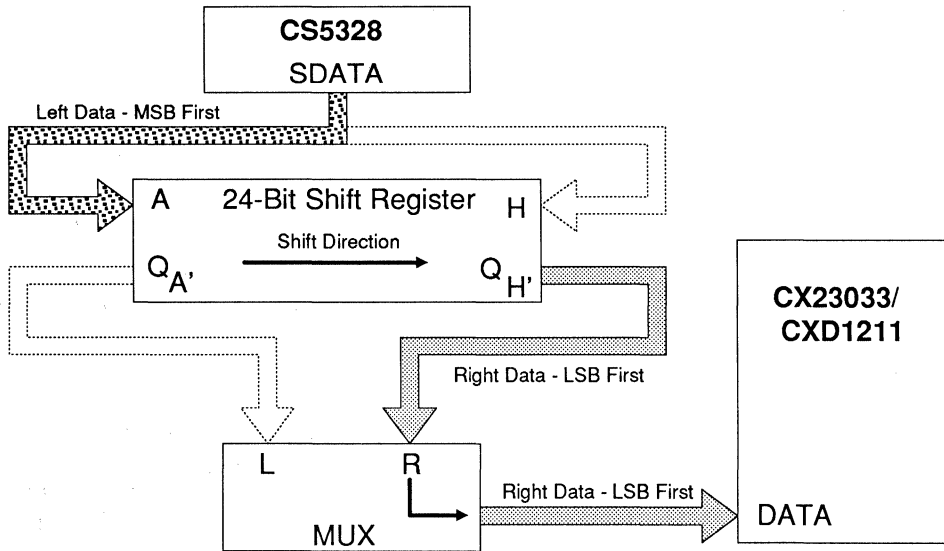 CS5328
SDATA
Left Data - MSB First
A
24-Bit Shift Register
H
Shift Direction
QA'
QH'
CX23033/
CXD1211
Right Data - LSB First
L
R
Right Data - LSB First
MUX
DATA